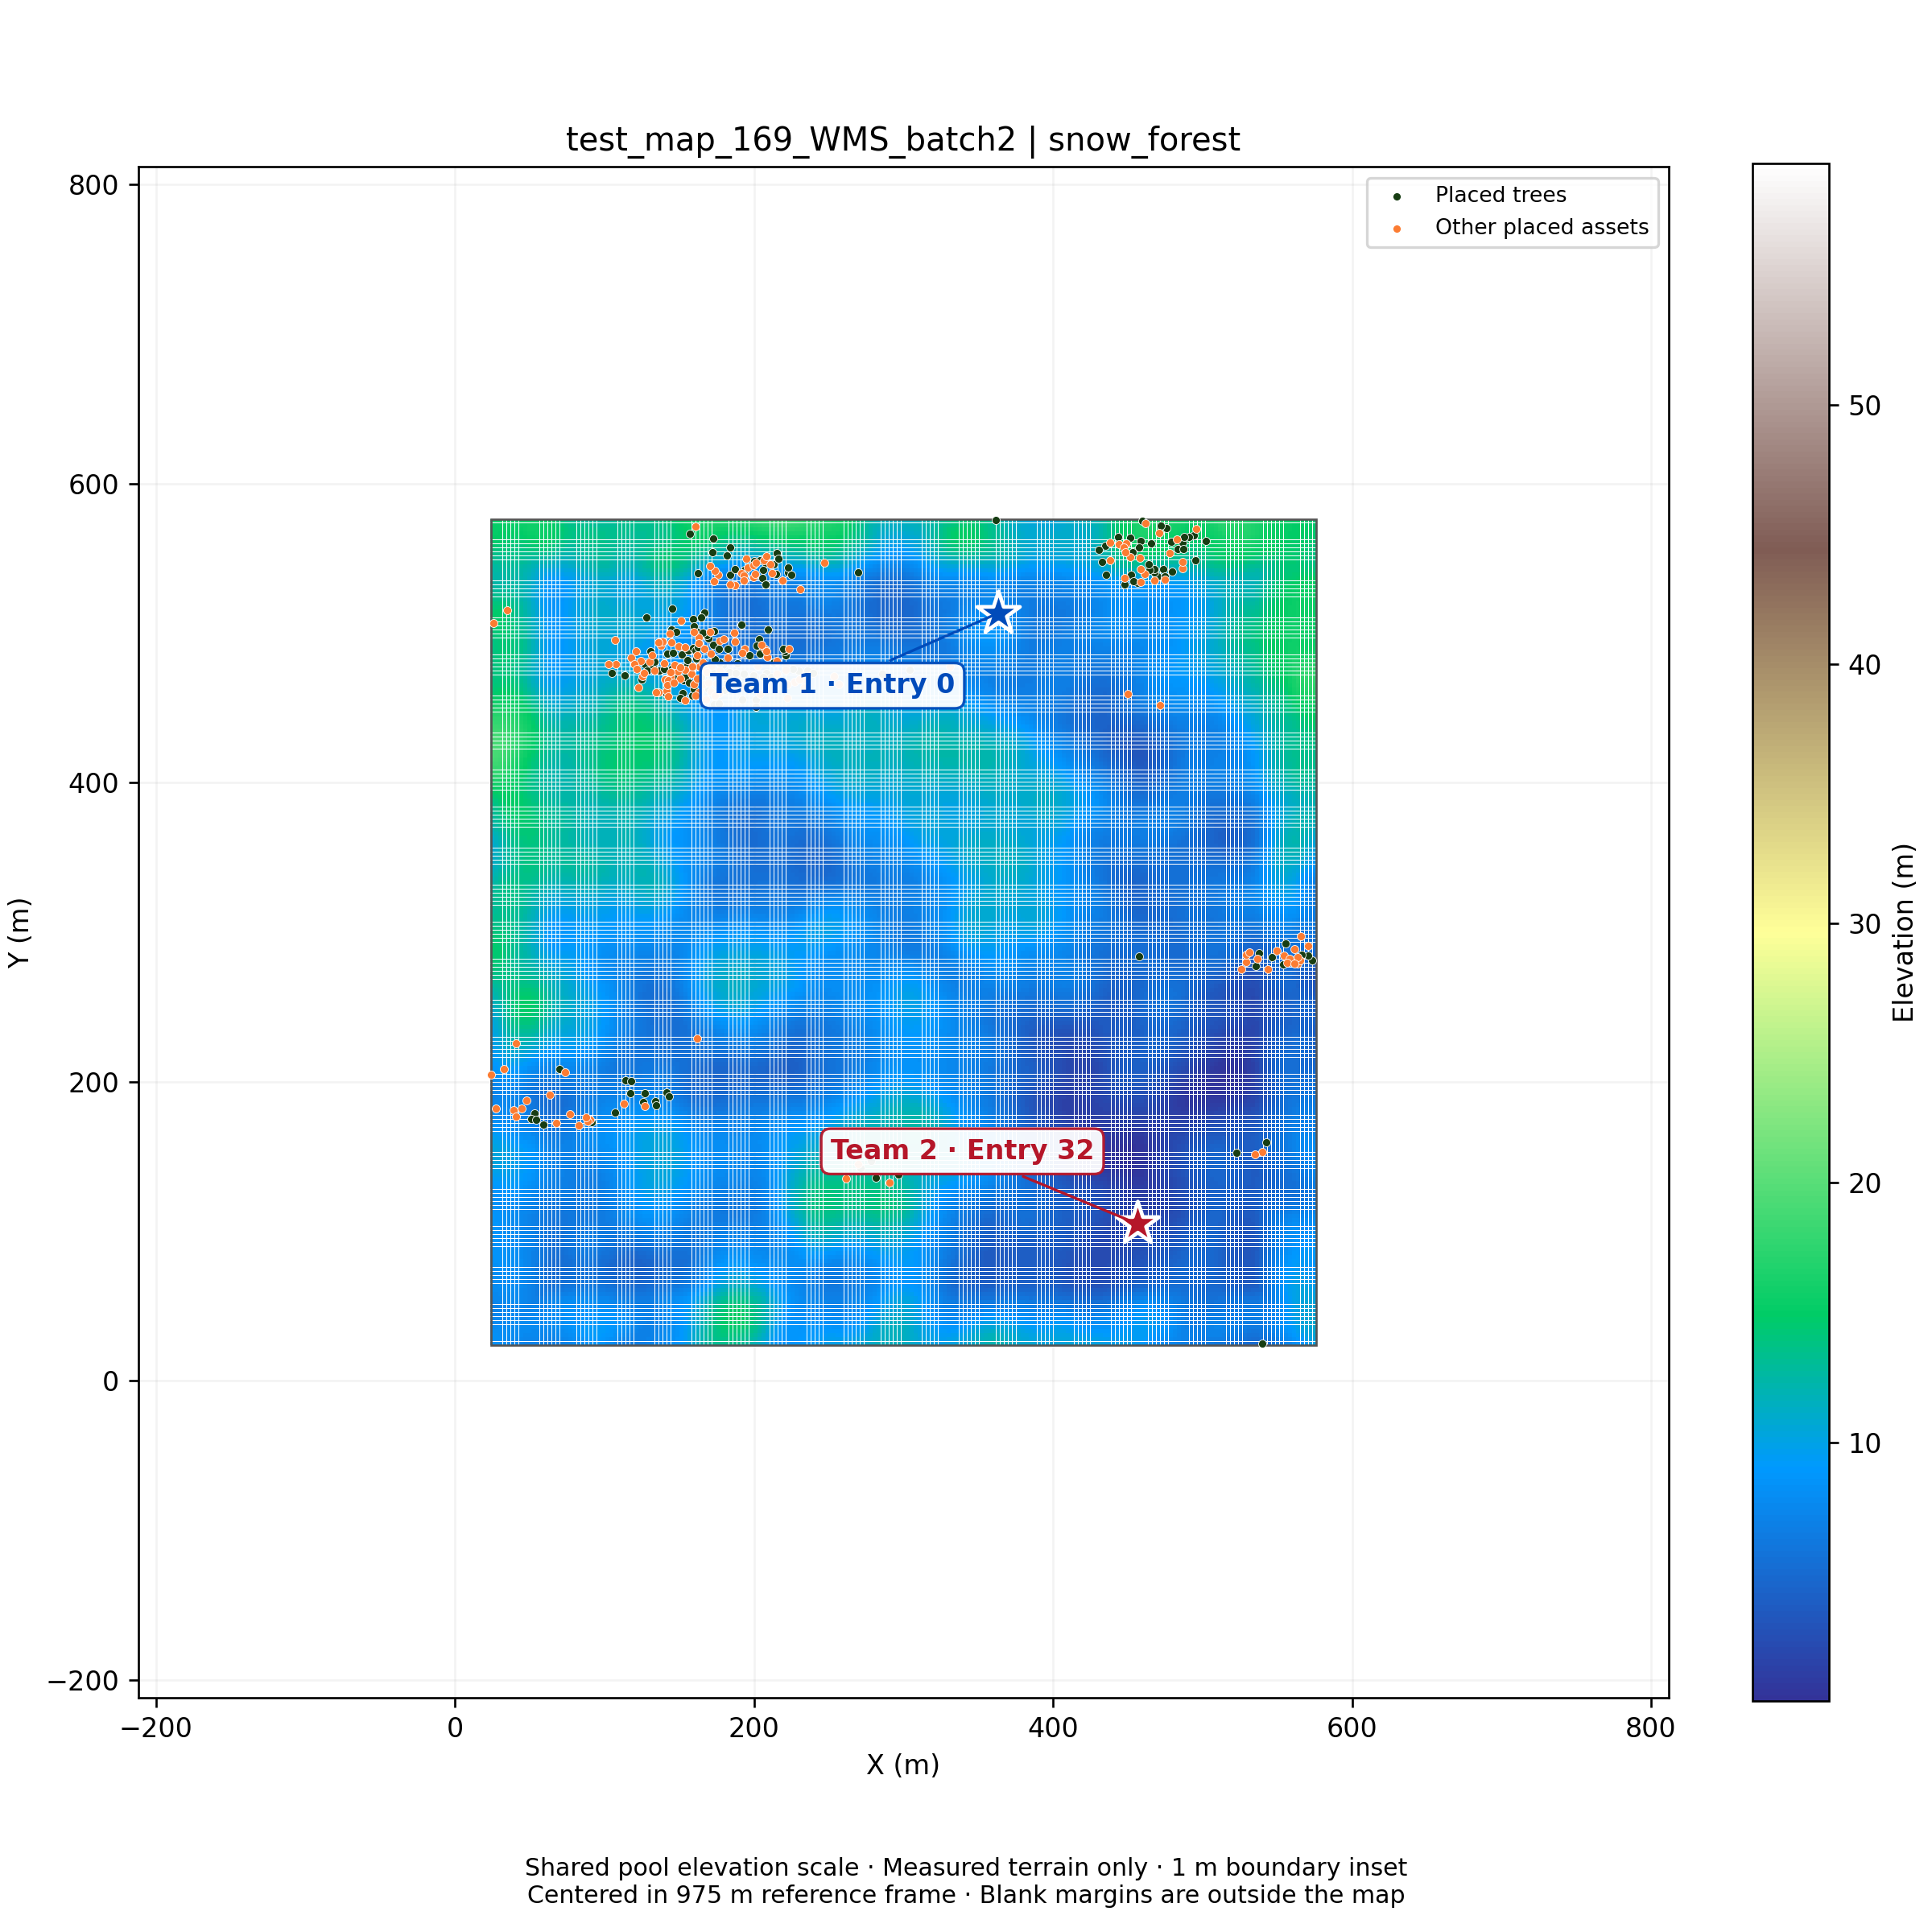 test_map_169_WMS_batch2 | snow_forest
Placed trees
Other placed assets
800
600
400
200
0
−200
−200
0
200
400
600
800
X (m)
Y (m)
Team 1 · Entry 0
Team 2 · Entry 32
50
40
30
20
10
Elevation (m)
Shared pool elevation scale · Measured terrain only · 1 m boundary inset
Centered in 975 m reference frame · Blank margins are outside the map